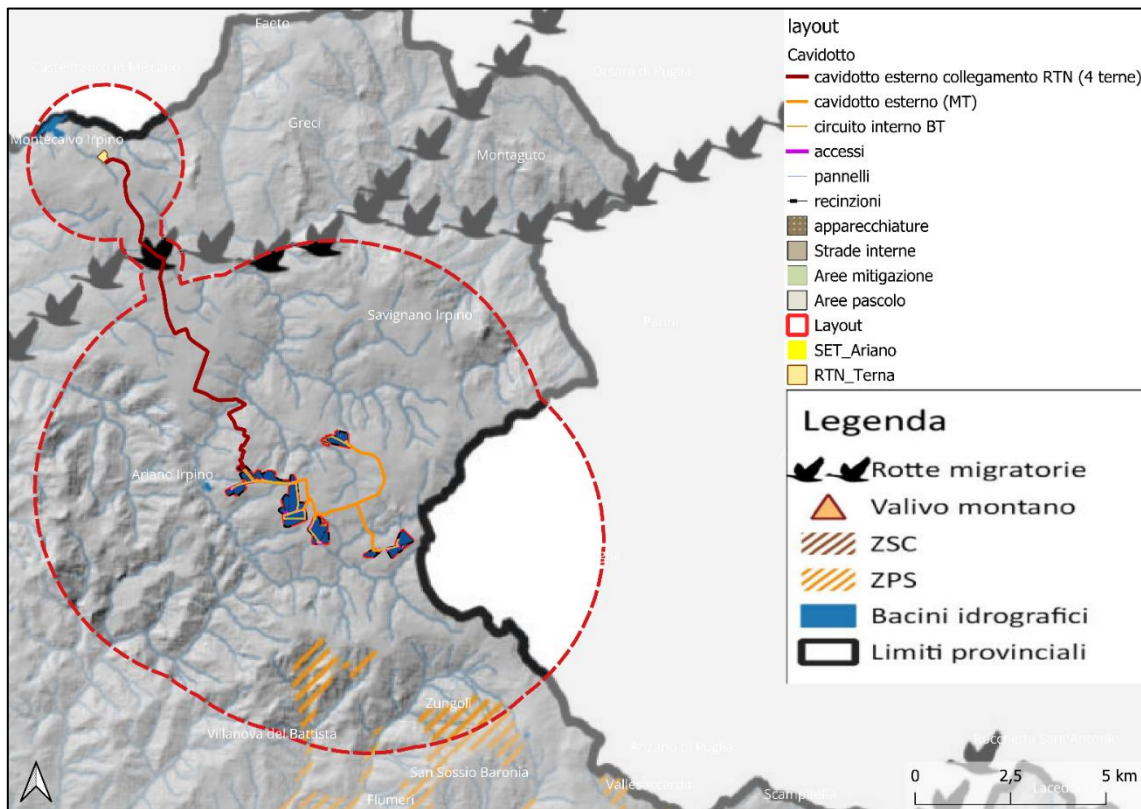 Faeto
Castelfranco in Miscano
Orsara di Puglia
Montecalvo Irpino
Greci
Montaguto
Savignano Irpino
Panni
Ariano Irpino
Zungoli
Villanova del Battista
San Sossio Baronia
Anzano di Puglia
Vallesaccarda
Flumeri
Scampitella
Rocchetta Sant'Antonio
layout
Cavidotto
cavidotto esterno collegamento RTN (4 terne)
cavidotto esterno (MT)
circuito interno BT
accessi
pannelli
recinzioni
apparecchiature
Strade interne
Aree mitigazione
Aree pascolo
Layout
SET_Ariano
RTN_Terna
Legenda
Rotte migratorie
Valivo montano
ZSC
ZPS
Bacini idrografici
Limiti provinciali
0 2,5 5 km